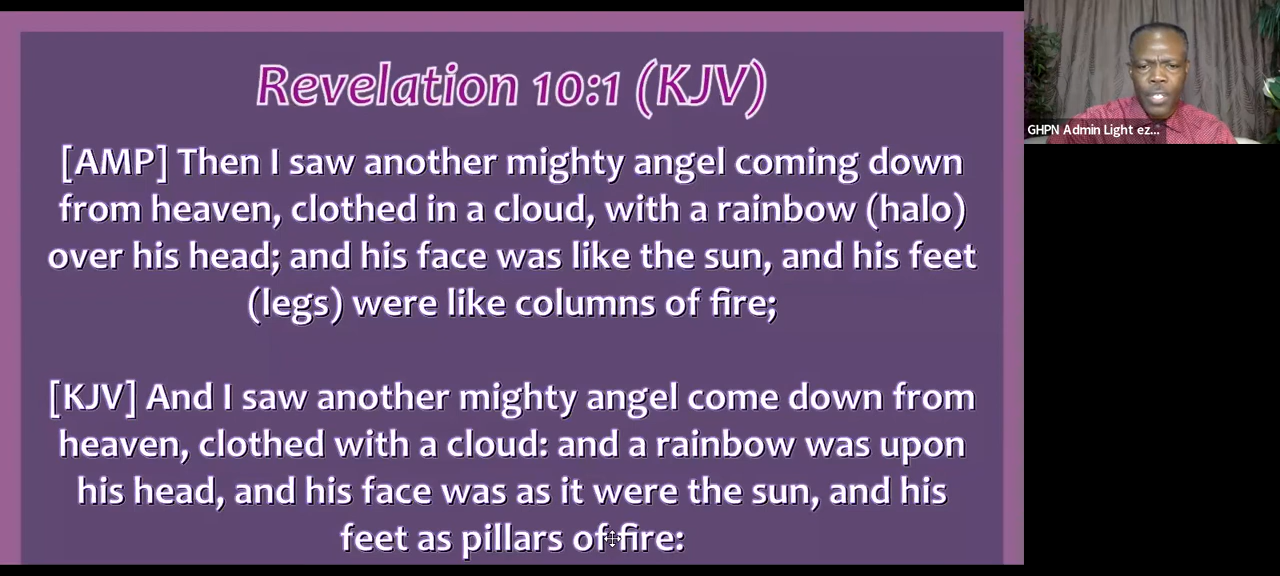 Revelation 10:1 (KJV)
[AMP] Then I saw another mighty angel coming down
from heaven, clothed in a cloud, with a rainbow (halo)
over his head; and his face was like the sun, and his feet
(legs) were like columns of fire;
[KJV] And I saw another mighty angel come down from
heaven, clothed with a cloud: and a rainbow was upon
his head, and his face was as it were the sun, and his
feet as pillars of fire:
GHPN Admin Light ez...